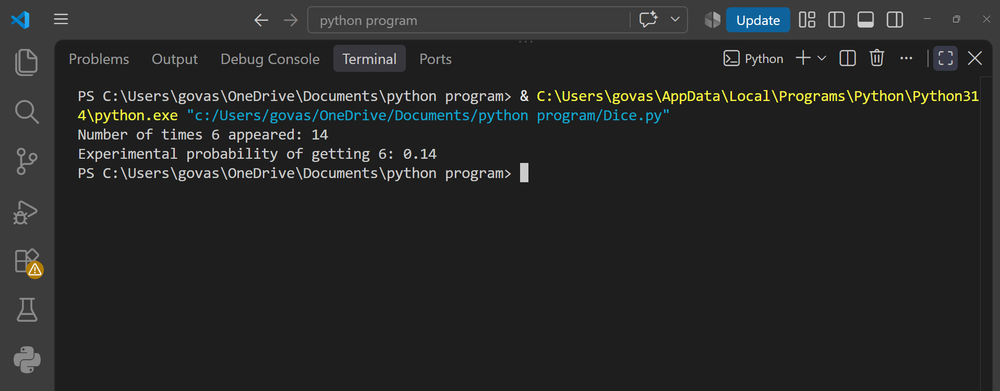 python program
Update
Problems Output Debug Console Terminal Ports
Python
PS C:\Users\govas\OneDrive\Documents\python program> & C:\Users\govas\AppData\Local\Programs\Python\Python31
4\python.exe "c:/Users/govas/OneDrive/Documents/python program/Dice.py"
Number of times 6 appeared: 14
Experimental probability of getting 6: 0.14
PS C:\Users\govas\OneDrive\Documents\python program>